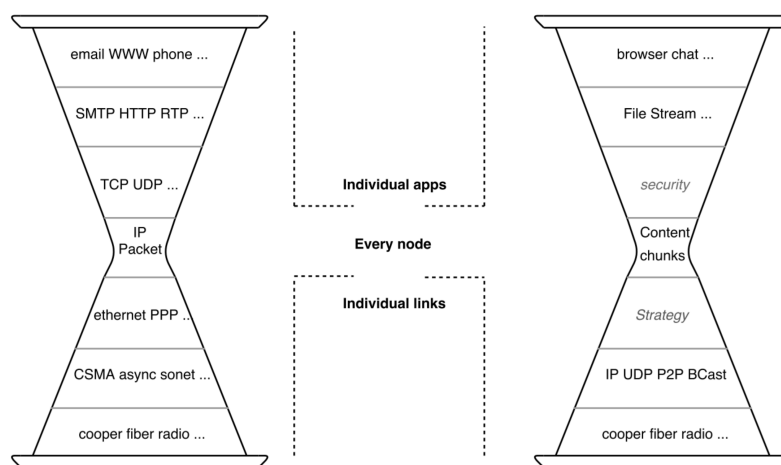 email WWW phone ...
SMTP HTTP RTP ...
TCP UDP ...
IP
Packet
ethernet PPP ..
CSMA async sonet ...
cooper fiber radio ...
Individual apps
Every node
Individual links
browser chat ...
File Stream ...
security
Content
chunks
Strategy
IP UDP P2P BCast
cooper fiber radio ...